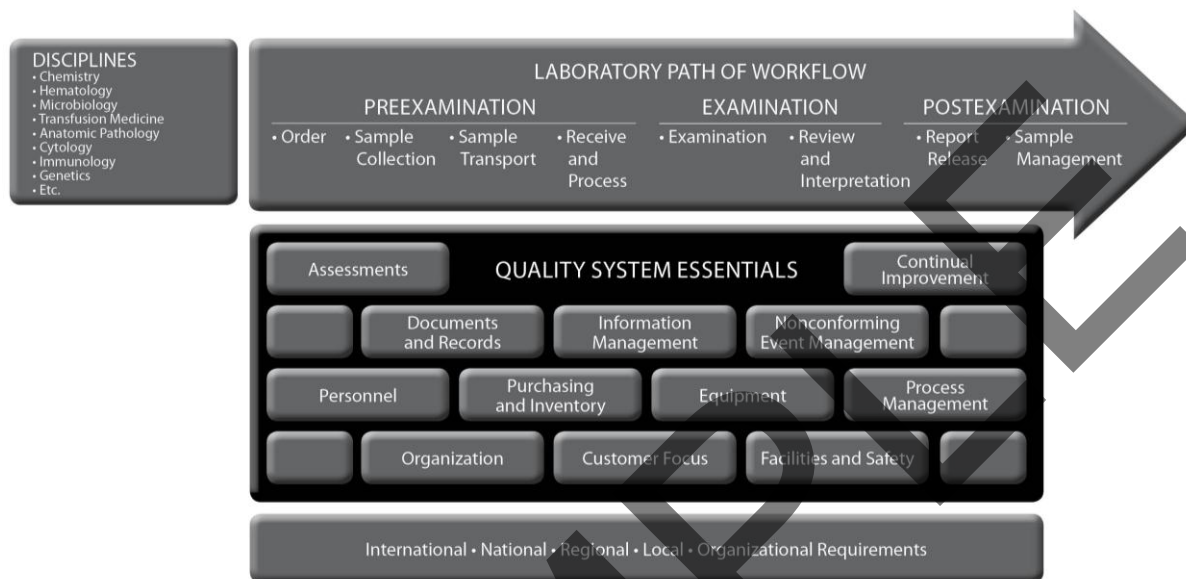 DISCIPLINES
• Chemistry
• Hematology
• Microbiology
• Transfusion Medicine
• Anatomic Pathology
• Cytology
• Immunology
• Genetics
• Etc.
LABORATORY PATH OF WORKFLOW
PREEXAMINATION
• Order
• Sample
Collection
• Sample
Transport
• Receive
and
Process
EXAMINATION
• Examination
• Review
and
Interpretation
POSTEXAMINATION
• Report
Release
• Sample
Management
QUALITY SYSTEM ESSENTIALS
Assessments
Continual
Improvement
Documents
and Records
Information
Management
Nonconforming
Event Management
Personnel
Purchasing
and Inventory
Equipment
Process
Management
Organization
Customer Focus
Facilities and Safety
International • National • Regional • Local • Organizational Requirements